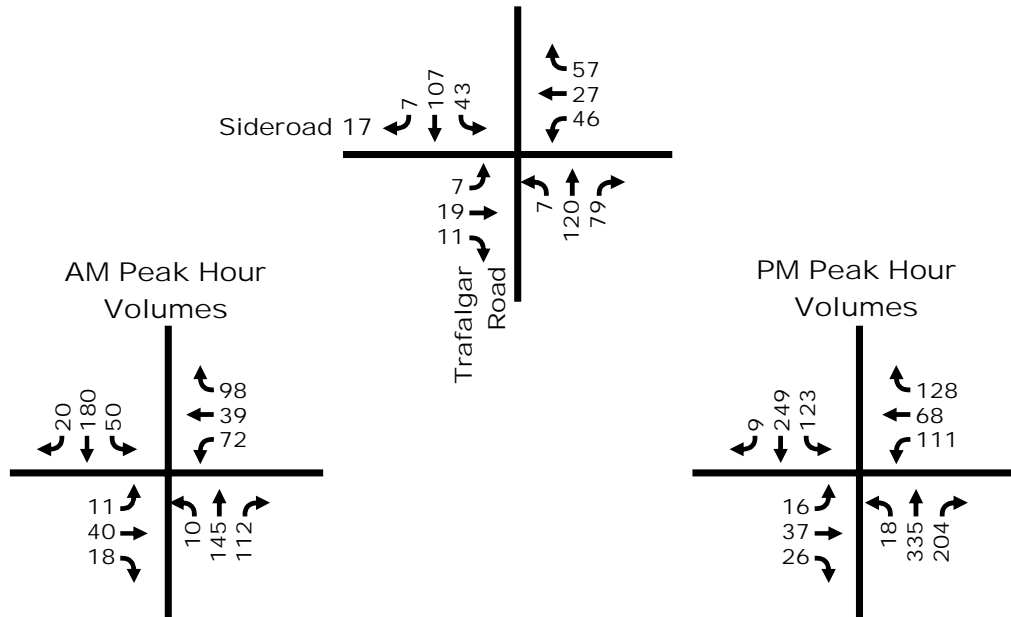 7 107 43
57
27
46
Sideroad 17
7
19
11
7 120 79
Trafalgar
Road
AM Peak Hour
Volumes
20 180 50
98
39
72
11
40
18
10 145 112
PM Peak Hour
Volumes
9 249 123
128
68
111
16
37
26
18 335 204